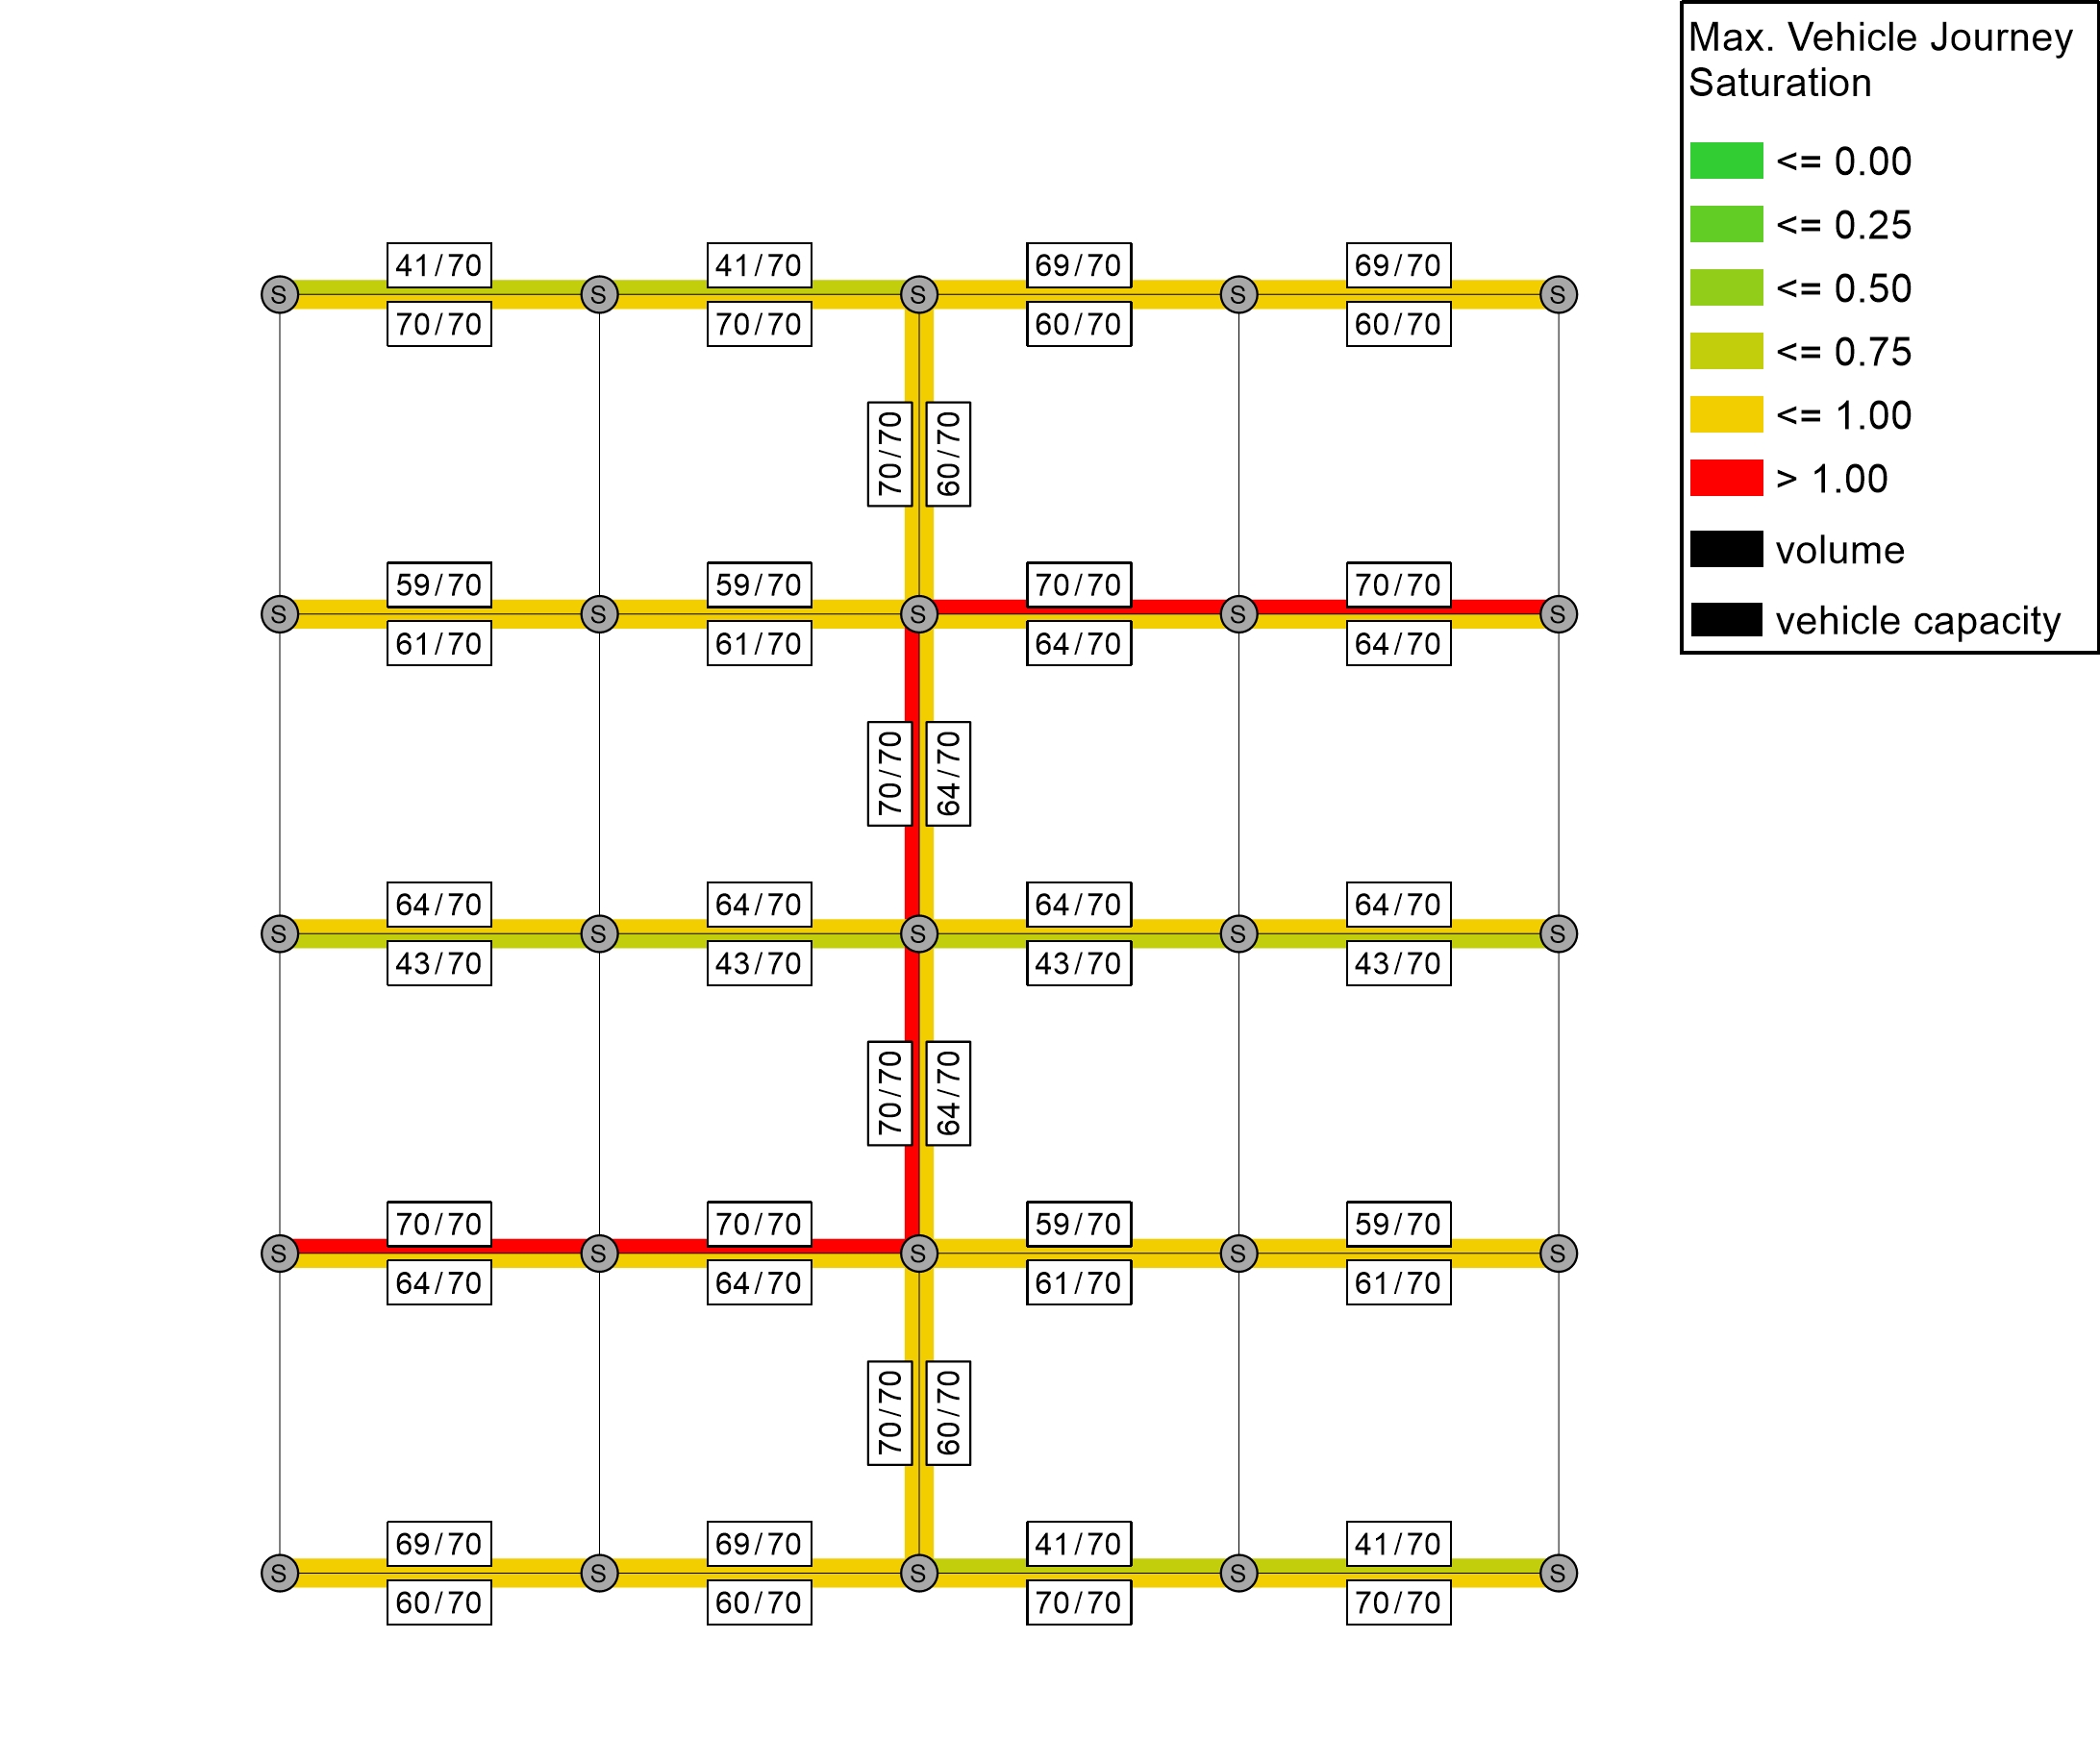 Max. Vehicle Journey
Saturation
<= 0.00
<= 0.25
<= 0.50
<= 0.75
<= 1.00
> 1.00
volume
vehicle capacity
41/70 41/70 69/70 69/70
S S S S S
70/70 70/70 60/70 60/70
70/70 60/70
59/70 59/70 70/70 70/70
S S S S S
61/70 61/70 64/70 64/70
70/70 64/70
64/70 64/70 64/70 64/70
S S S S S
43/70 43/70 43/70 43/70
70/70 64/70
70/70 70/70 59/70 59/70
S S S S S
64/70 64/70 61/70 61/70
70/70 60/70
69/70 69/70 41/70 41/70
S S S S S
60/70 60/70 70/70 70/70